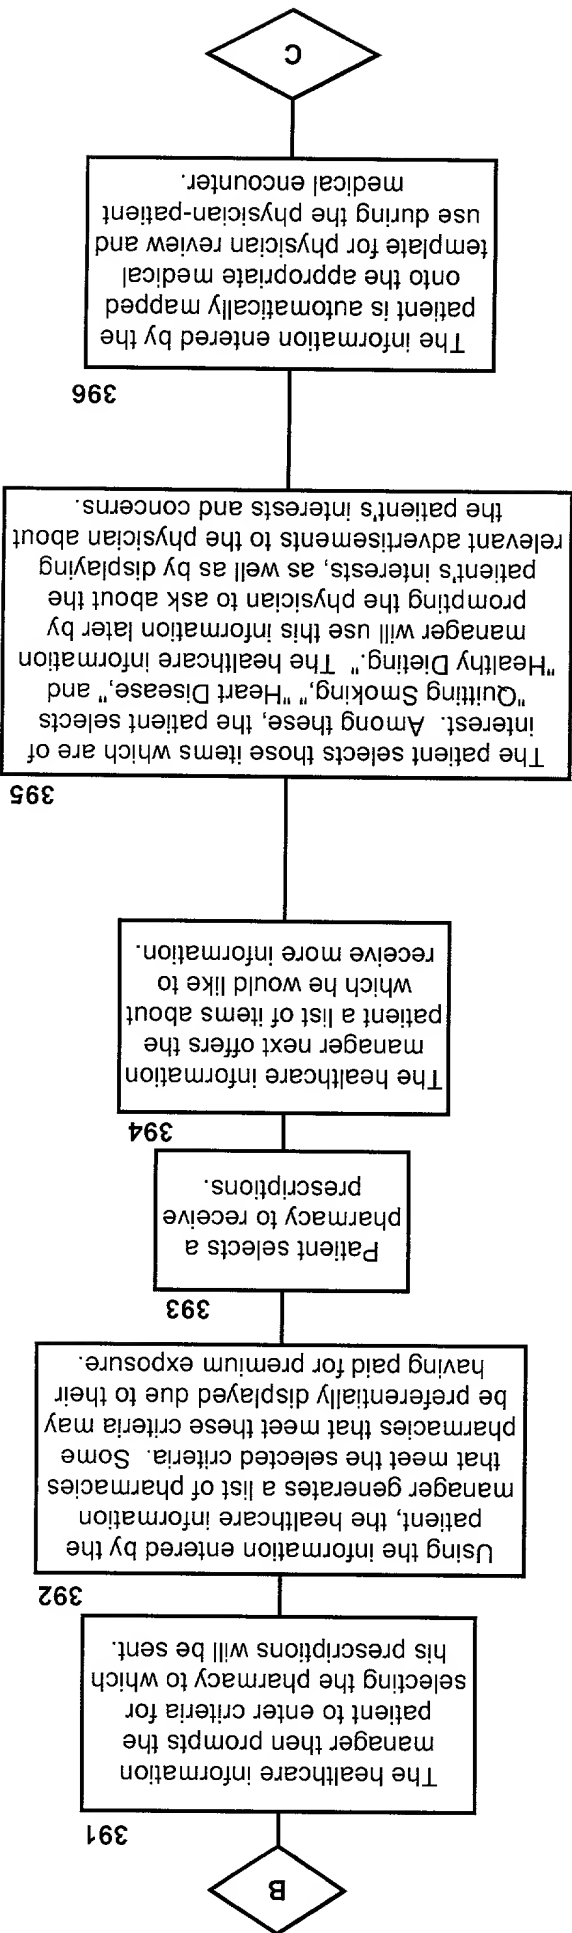 B
391
The healthcare information
manager then prompts the
patient to enter criteria for
selecting the pharmacy to which
his prescriptions will be sent.
392
Using the information entered by the
patient, the healthcare information
manager generates a list of pharmacies
that meet the selected criteria. Some
pharmacies that meet these criteria may
be preferentially displayed due to their
having paid for premium exposure.
393
Patient selects a
pharmacy to receive
prescriptions.
394
The healthcare information
manager next offers the
patient a list of items about
which he would like to
receive more information.
395
The patient selects those items which are of
interest. Among these, the patient selects
"Quitting Smoking," "Heart Disease," and
"Healthy Dieting." The healthcare information
manager will use this information later by
prompting the physician to ask about the
patient's interests, as well as by displaying
relevant advertisements to the physician about
the patient's interests and concerns.
396
The information entered by the
patient is automatically mapped
onto the appropriate medical
template for physician review and
use during the physician-patient
medical encounter.
C